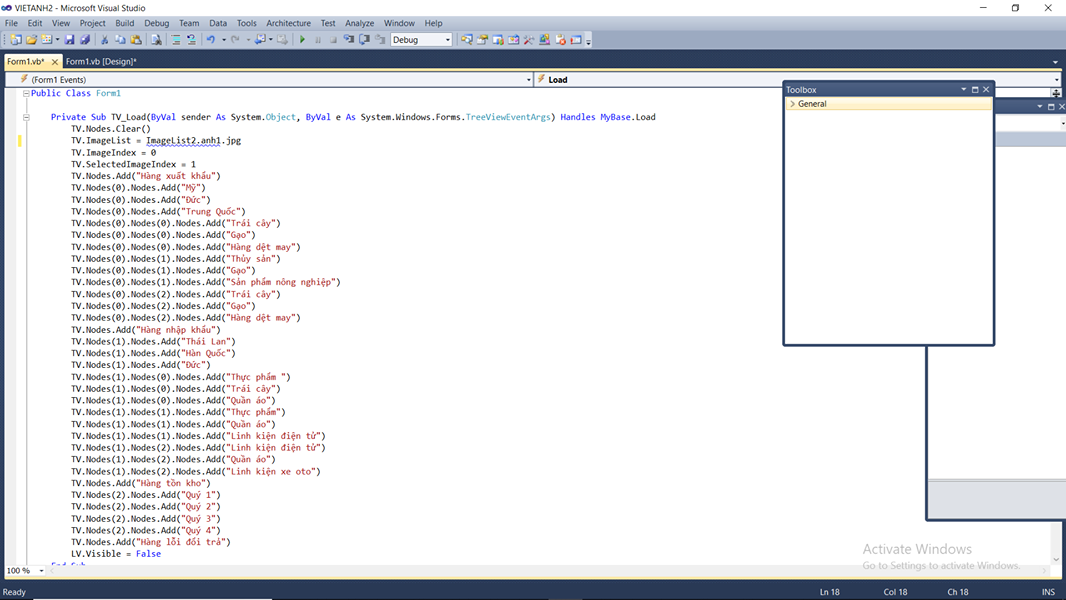 VIETANH2 - Microsoft Visual Studio
File Edit View Project Build Debug Team Data Tools Architecture Test Analyze Window Help
Debug
Form1.vb* Form1.vb [Design]*
(Form1 Events) Load
Toolbox
General
Public Class Form1
Private Sub TV_Load(ByVal sender As System.Object, ByVal e As System.Windows.Forms.TreeViewEventArgs) Handles MyBase.Load
TV.Nodes.Clear()
TV.ImageList = ImageList2.anh1.jpg
TV.ImageIndex = 0
TV.SelectedImageIndex = 1
TV.Nodes.Add("Hàng xuất khẩu")
TV.Nodes(0).Nodes.Add("Mỹ")
TV.Nodes(0).Nodes.Add("Đức")
TV.Nodes(0).Nodes.Add("Trung Quốc")
TV.Nodes(0).Nodes(0).Nodes.Add("Trái cây")
TV.Nodes(0).Nodes(0).Nodes.Add("Gạo")
TV.Nodes(0).Nodes(0).Nodes.Add("Hàng dệt may")
TV.Nodes(0).Nodes(1).Nodes.Add("Thủy sản")
TV.Nodes(0).Nodes(1).Nodes.Add("Gạo")
TV.Nodes(0).Nodes(1).Nodes.Add("Sản phẩm nông nghiệp")
TV.Nodes(0).Nodes(2).Nodes.Add("Trái cây")
TV.Nodes(0).Nodes(2).Nodes.Add("Gạo")
TV.Nodes(0).Nodes(2).Nodes.Add("Hàng dệt may")
TV.Nodes.Add("Hàng nhập khẩu")
TV.Nodes(1).Nodes.Add("Thái Lan")
TV.Nodes(1).Nodes.Add("Hàn Quốc")
TV.Nodes(1).Nodes.Add("Đức")
TV.Nodes(1).Nodes(0).Nodes.Add("Thực phẩm ")
TV.Nodes(1).Nodes(0).Nodes.Add("Trái cây")
TV.Nodes(1).Nodes(0).Nodes.Add("Quần áo")
TV.Nodes(1).Nodes(1).Nodes.Add("Thực phẩm")
TV.Nodes(1).Nodes(1).Nodes.Add("Quần áo")
TV.Nodes(1).Nodes(1).Nodes.Add("Linh kiện điện tử")
TV.Nodes(1).Nodes(2).Nodes.Add("Linh kiện điện tử")
TV.Nodes(1).Nodes(2).Nodes.Add("Quần áo")
TV.Nodes(1).Nodes(2).Nodes.Add("Linh kiện xe oto")
TV.Nodes.Add("Hàng tồn kho")
TV.Nodes(2).Nodes.Add("Quý 1")
TV.Nodes(2).Nodes.Add("Quý 2")
TV.Nodes(2).Nodes.Add("Quý 3")
TV.Nodes(2).Nodes.Add("Quý 4")
TV.Nodes.Add("Hàng lỗi đổi trả")
LV.Visible = False
End Sub
Activate Windows
Go to Settings to activate Windows.
100 %
Ready Ln 18 Col 18 Ch 18 INS